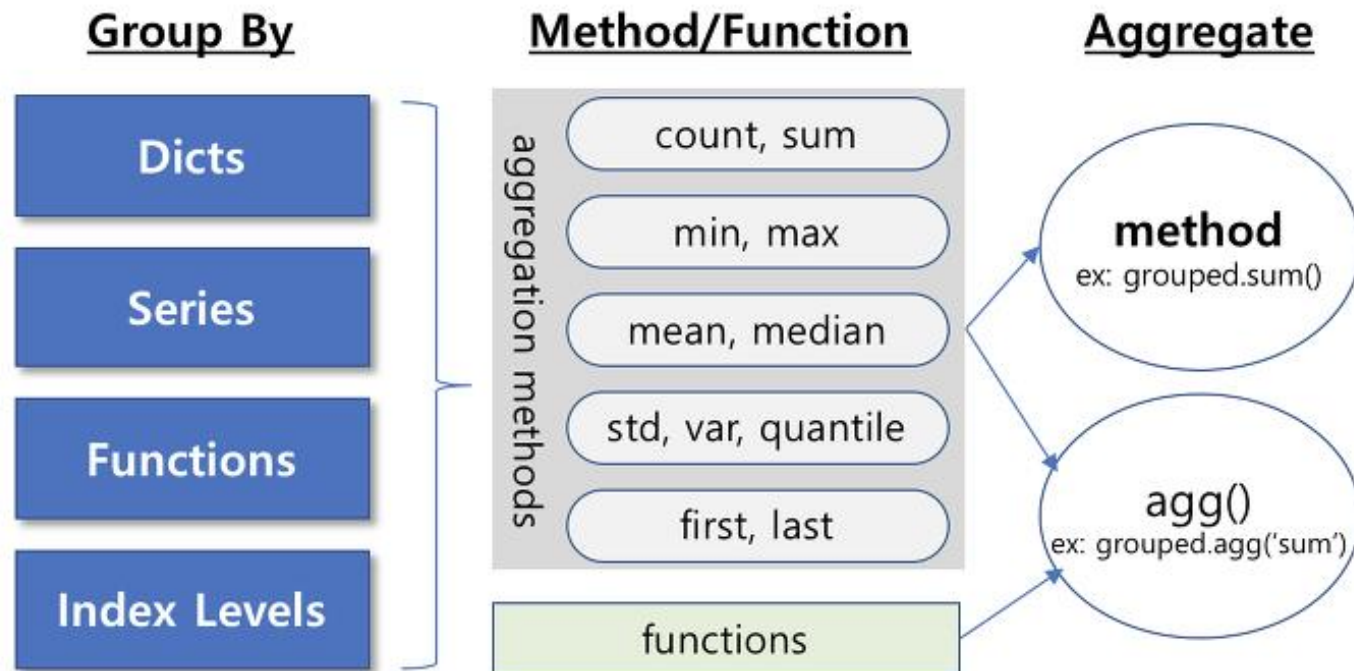 Group By
Method/Function
Aggregate
Dicts
Series
Functions
Index Levels
aggregation methods
count, sum
min, max
mean, median
std, var, quantile
first, last
functions
method
ex: grouped.sum()
agg()
ex: grouped.agg(‘sum’)